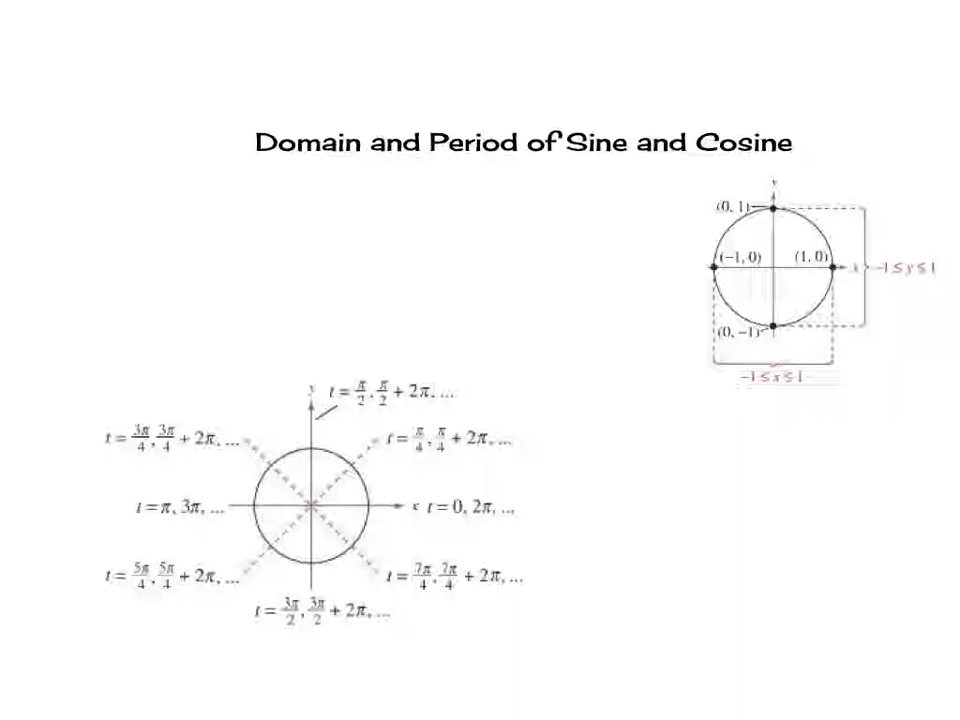 Domain and Period of Sine and Cosine
y
(0, 1)
(−1, 0) (1, 0)
x −1 ≤ y ≤ 1
(0, −1)
−1 ≤ x ≤ 1
y t = π/2, π/2 + 2π, ...
t = 3π/4, 3π/4 + 2π, ... t = π/4, π/4 + 2π, ...
t = π, 3π, ... x t = 0, 2π, ...
t = 5π/4, 5π/4 + 2π, ... t = 7π/4, 7π/4 + 2π, ...
t = 3π/2, 3π/2 + 2π, ...